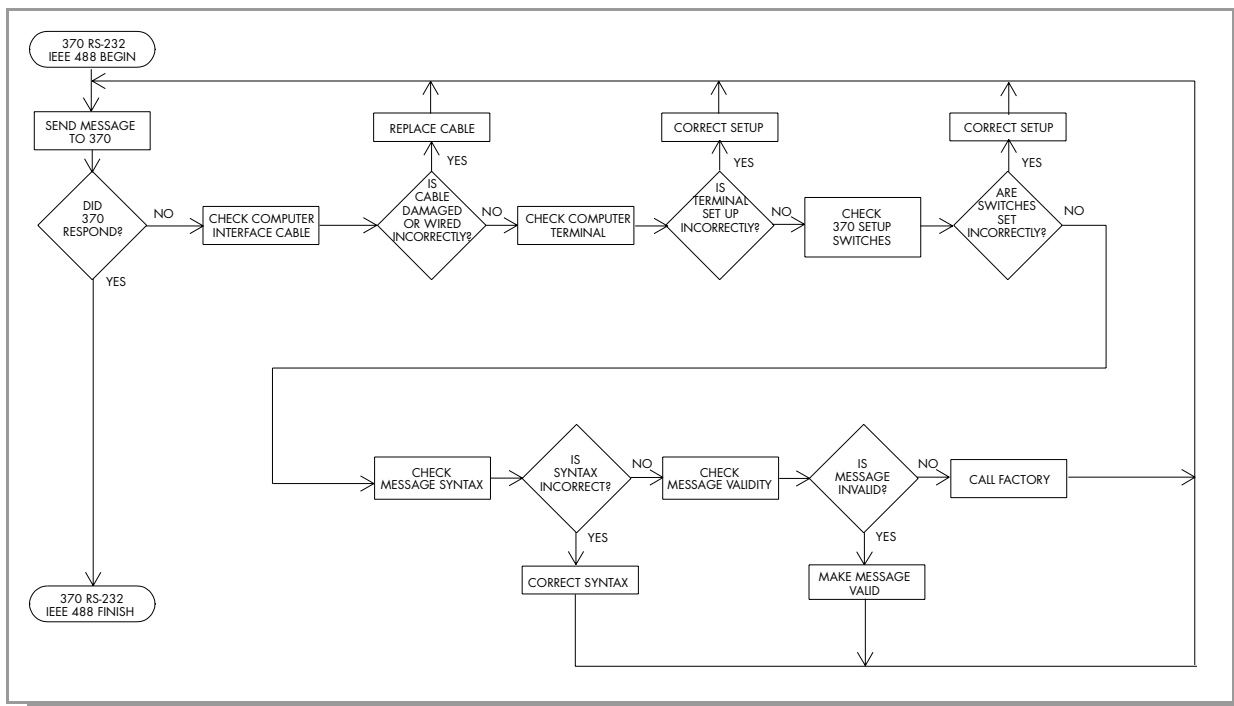 370 RS-232
IEEE 488 BEGIN
SEND MESSAGE
TO 370
DID
370
RESPOND?
NO
YES
CHECK COMPUTER
INTERFACE CABLE
REPLACE CABLE
YES
IS
CABLE
DAMAGED
OR WIRED
INCORRECTLY?
NO
CHECK COMPUTER
TERMINAL
CORRECT SETUP
YES
IS
TERMINAL
SET UP
INCORRECTLY?
NO
CHECK
370 SETUP
SWITCHES
CORRECT SETUP
YES
ARE
SWITCHES
SET
INCORRECTLY?
NO
CHECK
MESSAGE SYNTAX
IS
SYNTAX
INCORRECT?
NO
YES
CORRECT SYNTAX
CHECK
MESSAGE VALIDITY
IS
MESSAGE
INVALID?
NO
YES
MAKE MESSAGE
VALID
CALL FACTORY
370 RS-232
IEEE 488 FINISH